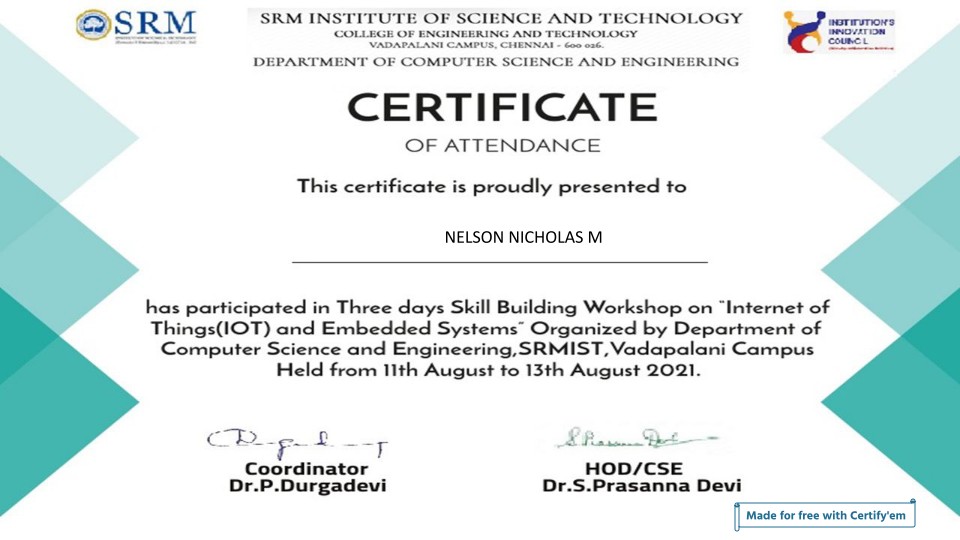 SRM
SRM INSTITUTE OF SCIENCE AND TECHNOLOGY
COLLEGE OF ENGINEERING AND TECHNOLOGY
VADAPALANI CAMPUS, CHENNAI - 600 026.
DEPARTMENT OF COMPUTER SCIENCE AND ENGINEERING
INSTITUTION'S
INNOVATION
COUNCIL
CERTIFICATE
OF ATTENDANCE
This certificate is proudly presented to
NELSON NICHOLAS M
has participated in Three days Skill Building Workshop on "Internet of
Things(IOT) and Embedded Systems" Organized by Department of
Computer Science and Engineering,SRMIST,Vadapalani Campus
Held from 11th August to 13th August 2021.
Coordinator
Dr.P.Durgadevi
HOD/CSE
Dr.S.Prasanna Devi
Made for free with Certify'em